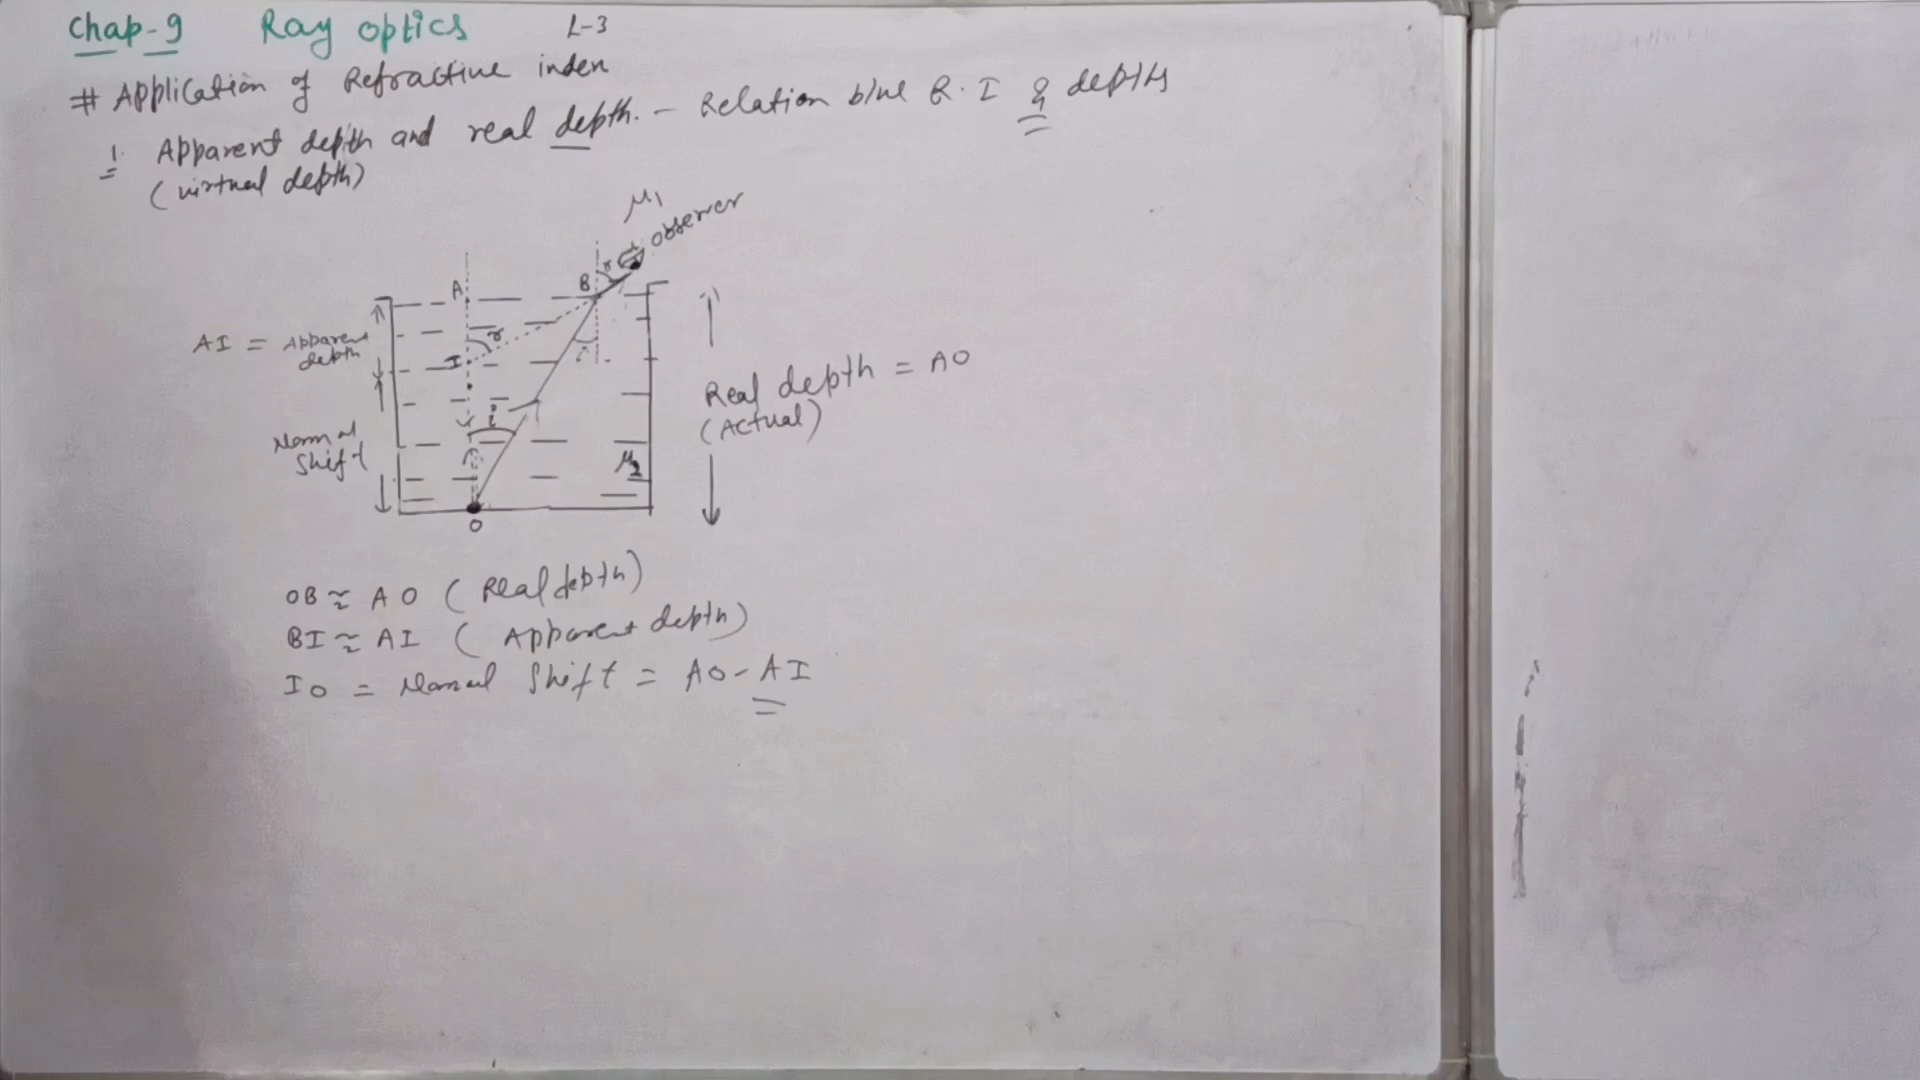 Chap-9 Ray optics L-3
# Application of Refractive index
1. Apparent depth and real depth. - Relation b/w R.I & depths
(virtual depth)
μ1
observer
A
B
r
AI = Apparent depth
r
I
i
Real depth = AO
(Actual)
i
Normal shift
μ2
O
OB ≈ AO (Real depth)
BI ≈ AI (Apparent depth)
IO = Normal Shift = AO - AI